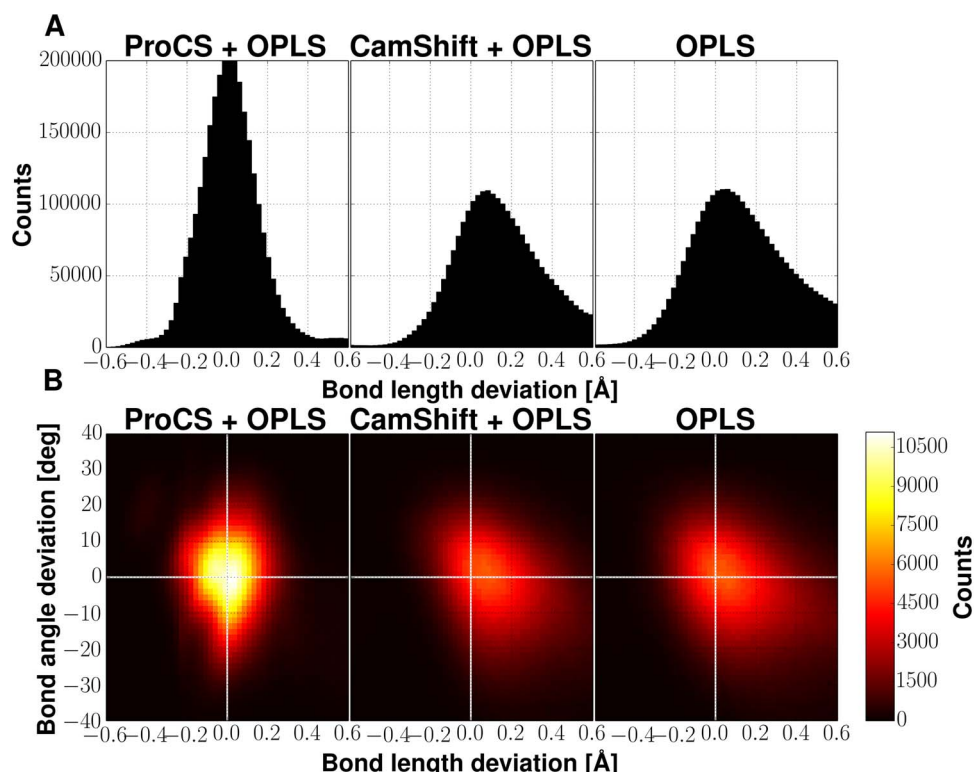 A
ProCS + OPLS CamShift + OPLS OPLS
200000
150000
100000
50000
0
Counts
−0.6 −0.4 −0.2 0.0 0.2 0.4 0.6 −0.4 −0.2 0.0 0.2 0.4 0.6 −0.4 −0.2 0.0 0.2 0.4 0.6
Bond length deviation [Å]
B
ProCS + OPLS CamShift + OPLS OPLS
40
30
20
10
0
−10
−20
−30
−40
Bond angle deviation [deg]
−0.6 −0.4 −0.2 0.0 0.2 0.4 0.6 −0.4 −0.2 0.0 0.2 0.4 0.6 −0.4 −0.2 0.0 0.2 0.4 0.6
Bond length deviation [Å]
10500
9000
7500
6000
4500
3000
1500
0
Counts